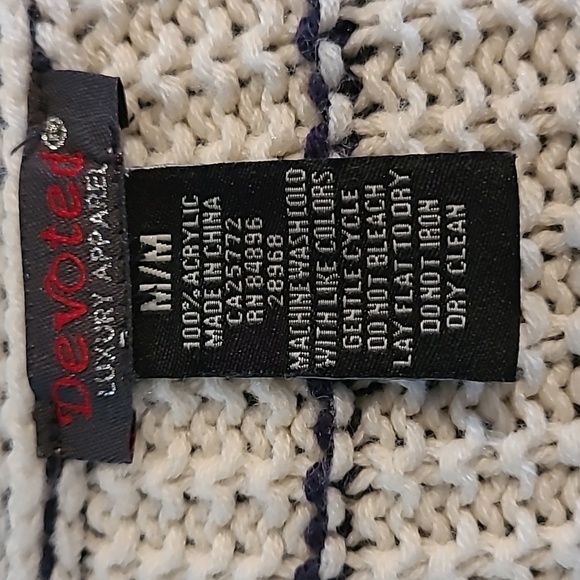 Devoted®
LUXURY APPAREL
M/M
100% ACRYLIC
MADE IN CHINA
CA25772
RN 84896
28968
MACHINE WASH COLD
WITH LIKE COLORS
GENTLE CYCLE
DO NOT BLEACH
LAY FLAT TO DRY
DO NOT IRON
DRY CLEAN